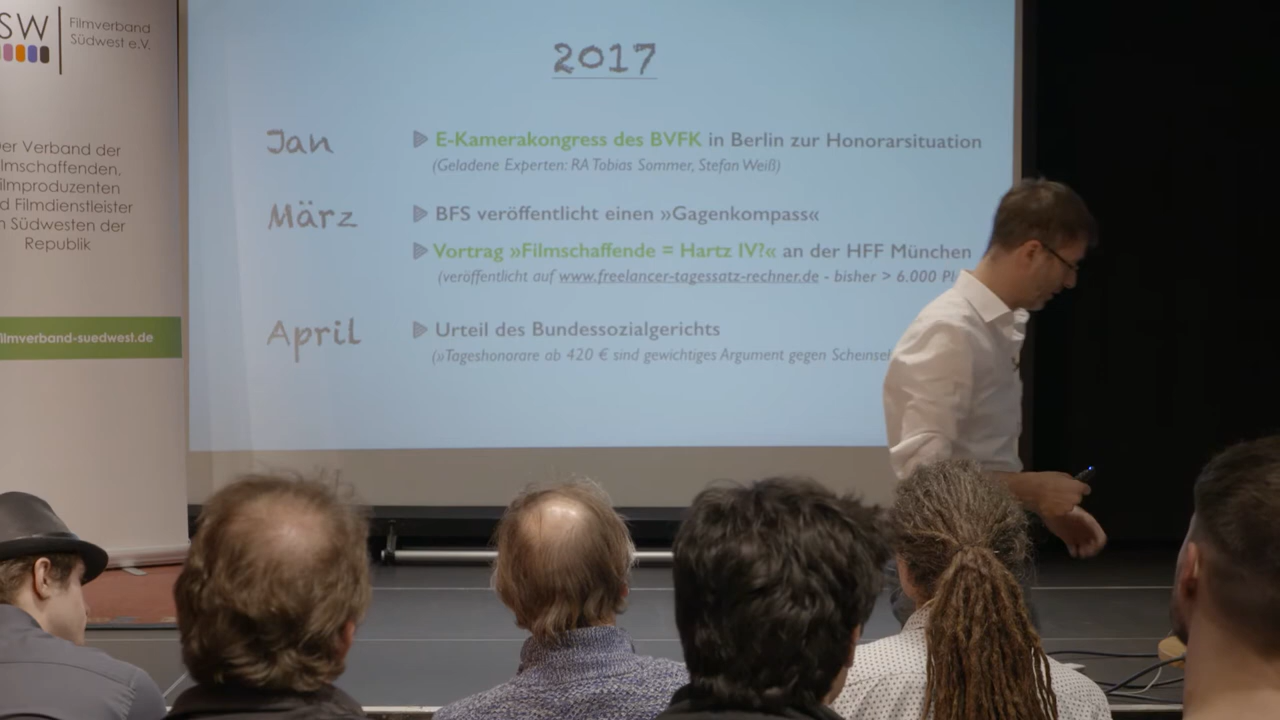 SW
Filmverband
Südwest e.V.
er Verband der
lmschaffenden,
ilmproduzenten
d Filmdienstleister
n Südwesten der
Republik
ilmverband-suedwest.de
2017
Jan
E-Kamerakongress des BVFK in Berlin zur Honorarsituation
(Geladene Experten: RA Tobias Sommer, Stefan Weiß)
März
BFS veröffentlicht einen »Gagenkompass«
Vortrag »Filmschaffende = Hartz IV?« an der HFF München
(veröffentlicht auf www.freelancer-tagessatz-rechner.de - bisher > 6.000
April
Urteil des Bundessozialgerichts
(»Tageshonorare ab 420 € sind gewichtiges Argument gegen Scheinsel